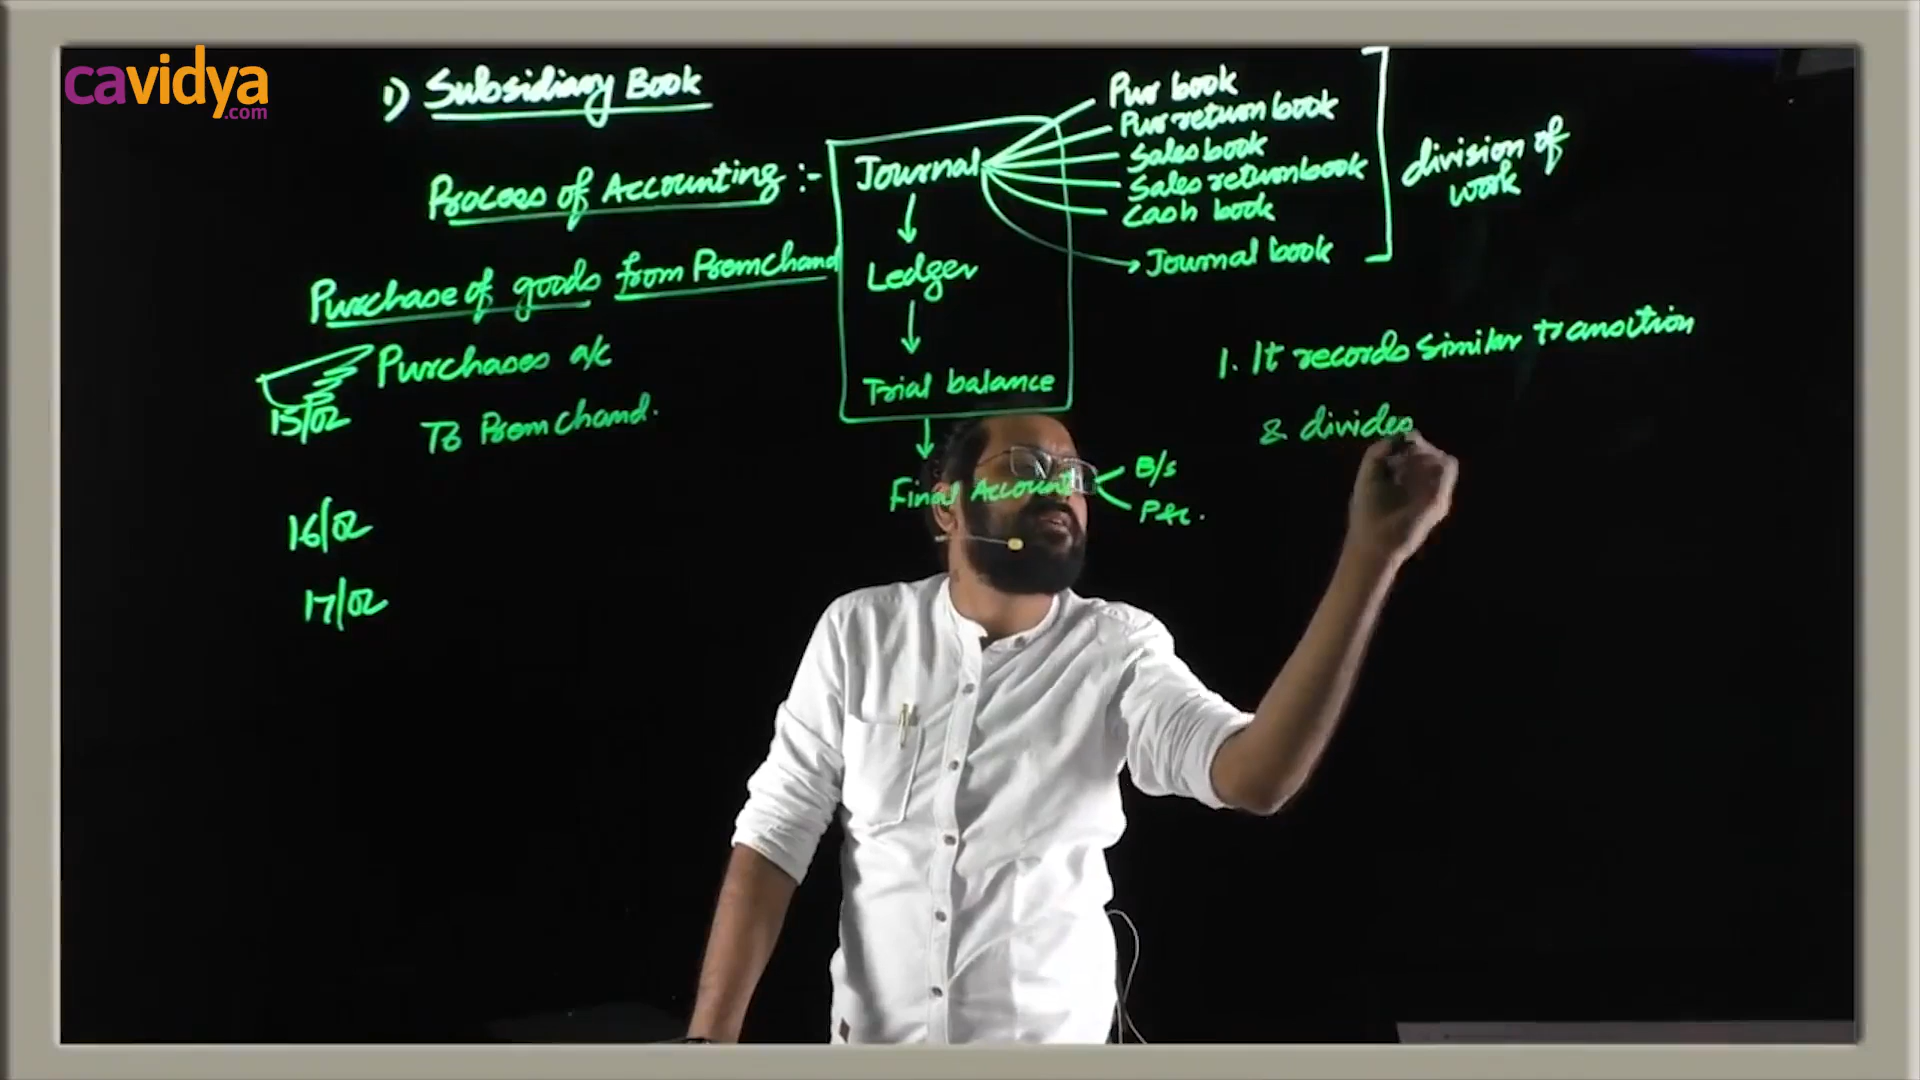 cavidya
.com
1) Subsidiary Book
Process of Accounting :-
Journal
Pur book
Pur return book
Sales book
Sales return book
Cash book
Journal book
division of
work
Ledger
Trial balance
Final Account
B/s
P&L.
Purchase of goods from Premchand
15/02
Purchases a/c
To Premchand.
16/02
17/02
1. It records similar transition
& divides